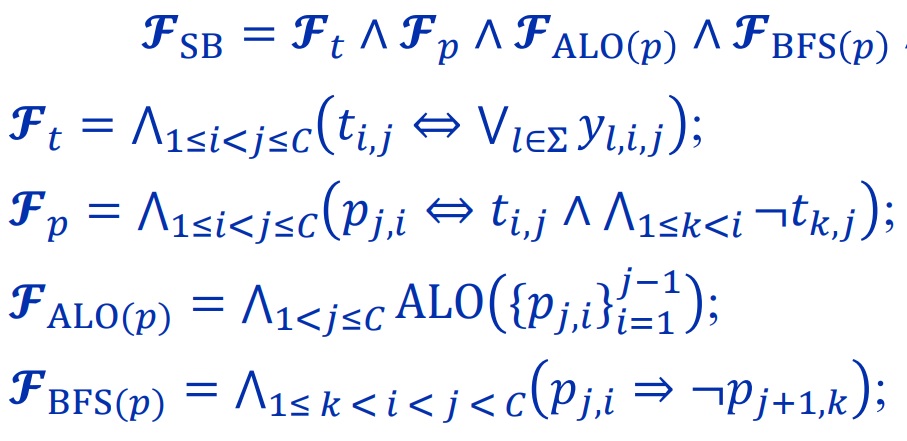 𝓕_SB = 𝓕_t ∧ 𝓕_p ∧ 𝓕_ALO(p) ∧ 𝓕_BFS(p)
𝓕_t = ⋀_{1≤i<j≤C}(t_{i,j} ⇔ ⋁_{l∈Σ} y_{l,i,j});
𝓕_p = ⋀_{1≤i<j≤C}(p_{j,i} ⇔ t_{i,j} ∧ ⋀_{1≤k<i} ¬t_{k,j});
𝓕_ALO(p) = ⋀_{1<j≤C} ALO({p_{j,i}}_{i=1}^{j−1});
𝓕_BFS(p) = ⋀_{1≤k<i<j<C}(p_{j,i} ⇒ ¬p_{j+1,k});